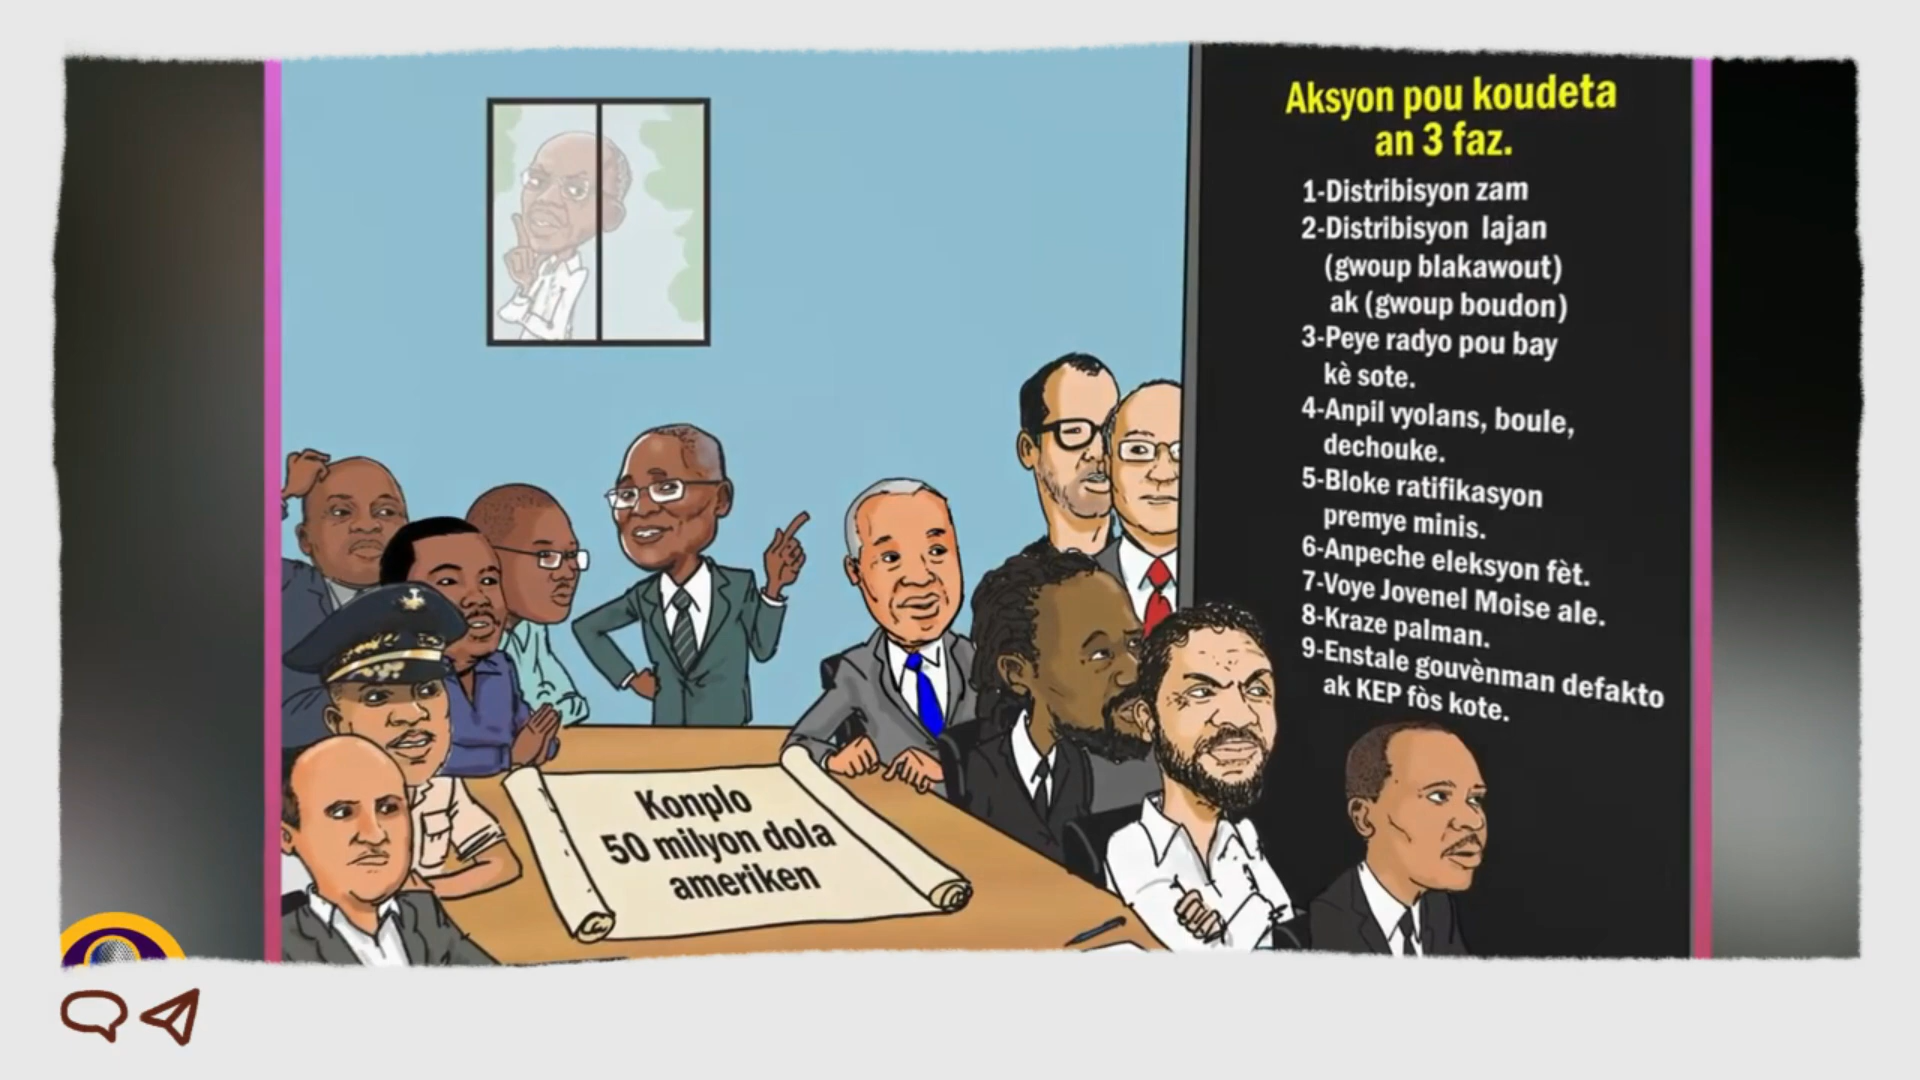 Aksyon pou koudeta
an 3 faz.
1-Distribisyon zam
2-Distribisyon lajan
(gwoup blakawout)
ak (gwoup boudon)
3-Peye radyo pou bay
kè sote.
4-Anpil vyolans, boule,
dechouke.
5-Bloke ratifikasyon
premye minis.
6-Anpeche eleksyon fèt.
7-Voye Jovenel Moise ale.
8-Kraze palman.
9-Enstale gouvènman defakto
ak KEP fòs kote.
Konplo
50 milyon dola
ameriken